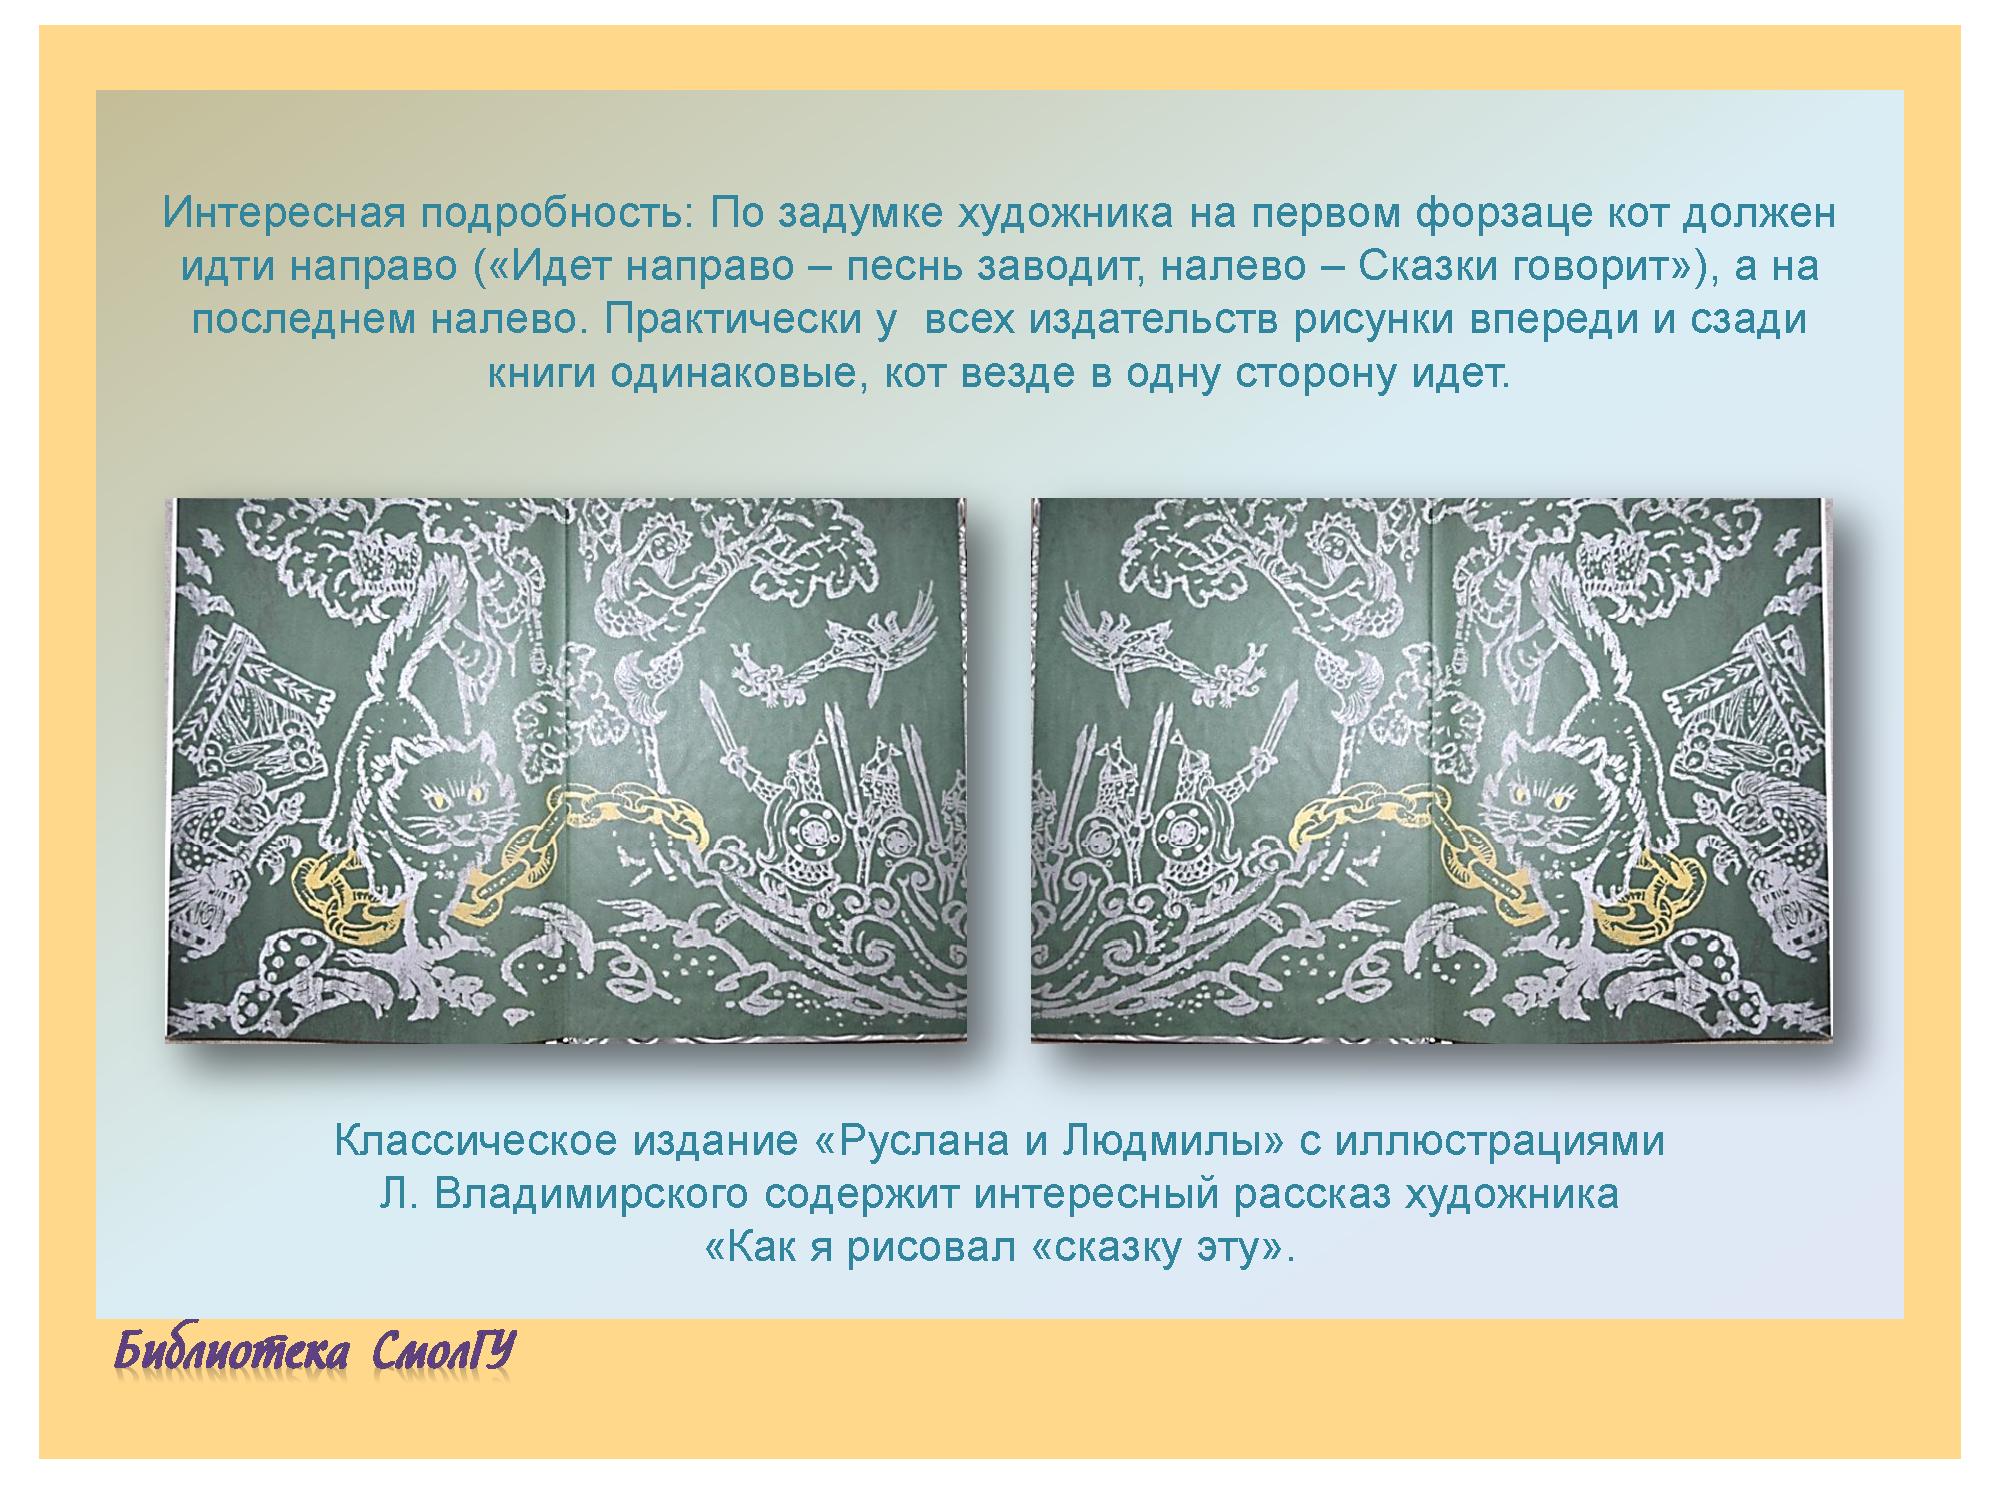 Интересная подробность: По задумке художника на первом форзаце кот должен
идти направо («Идет направо – песнь заводит, налево – Сказки говорит»), а на
последнем налево. Практически у  всех издательств рисунки впереди и сзади
книги одинаковые, кот везде в одну сторону идет.
Классическое издание «Руслана и Людмилы» с иллюстрациями
Л. Владимирского содержит интересный рассказ художника
«Как я рисовал «сказку эту».
Библиотека СмолГУ